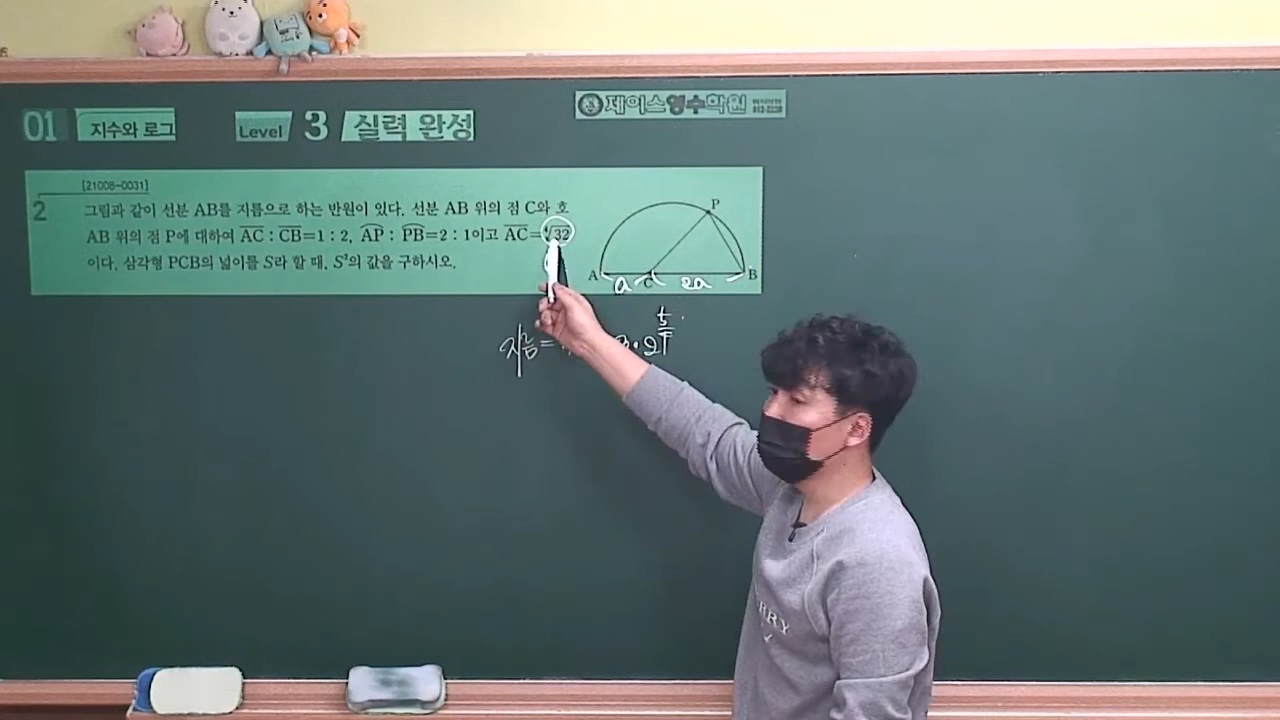 제이스영수학원
01 지수와 로그 Level 3 실력 완성
[21008-0031]
2 그림과 같이 선분 AB를 지름으로 하는 반원이 있다. 선분 AB 위의 점 C와 호
AB 위의 점 P에 대하여 AC : CB=1 : 2, AP : PB=2 : 1이고 AC=∜32
이다. 삼각형 PCB의 넓이를 S라 할 때, S²의 값을 구하시오.
P
A a C 2a B
지름=